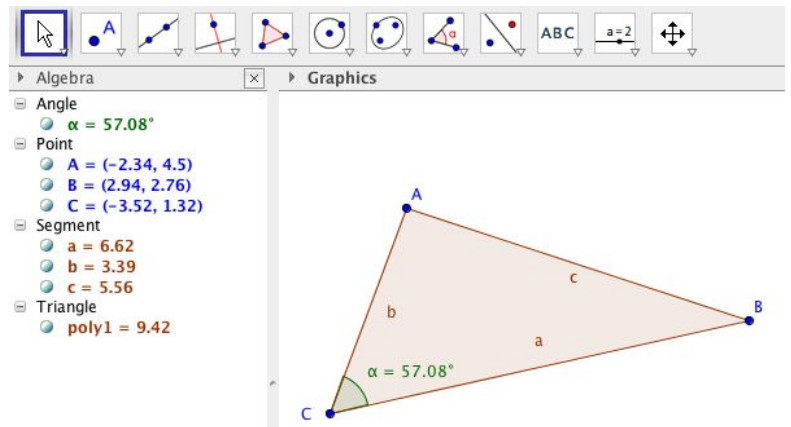 A
α
ABC
a=2
Algebra
Graphics
Angle
α = 57.08°
Point
A = (-2.34, 4.5)
B = (2.94, 2.76)
C = (-3.52, 1.32)
Segment
a = 6.62
b = 3.39
c = 5.56
Triangle
poly1 = 9.42
A
c
B
b
a
α = 57.08°
C